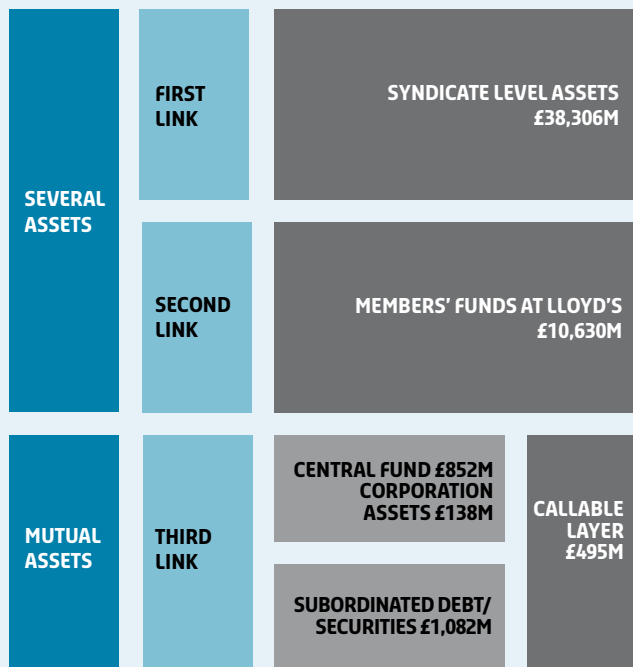 SEVERAL
ASSETS
FIRST
LINK
SYNDICATE LEVEL ASSETS
£38,306M
SECOND
LINK
MEMBERS' FUNDS AT LLOYD'S
£10,630M
MUTUAL
ASSETS
THIRD
LINK
CENTRAL FUND £852M
CORPORATION
ASSETS £138M
SUBORDINATED DEBT/
SECURITIES £1,082M
CALLABLE
LAYER
£495M